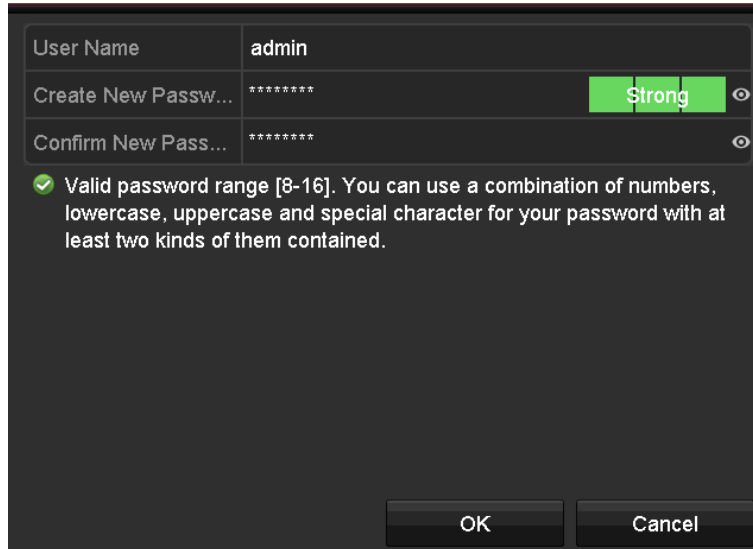 User Name admin
Create New Passw... ******** Strong
Confirm New Pass... ********
Valid password range [8-16]. You can use a combination of numbers,
lowercase, uppercase and special character for your password with at
least two kinds of them contained.
OK Cancel